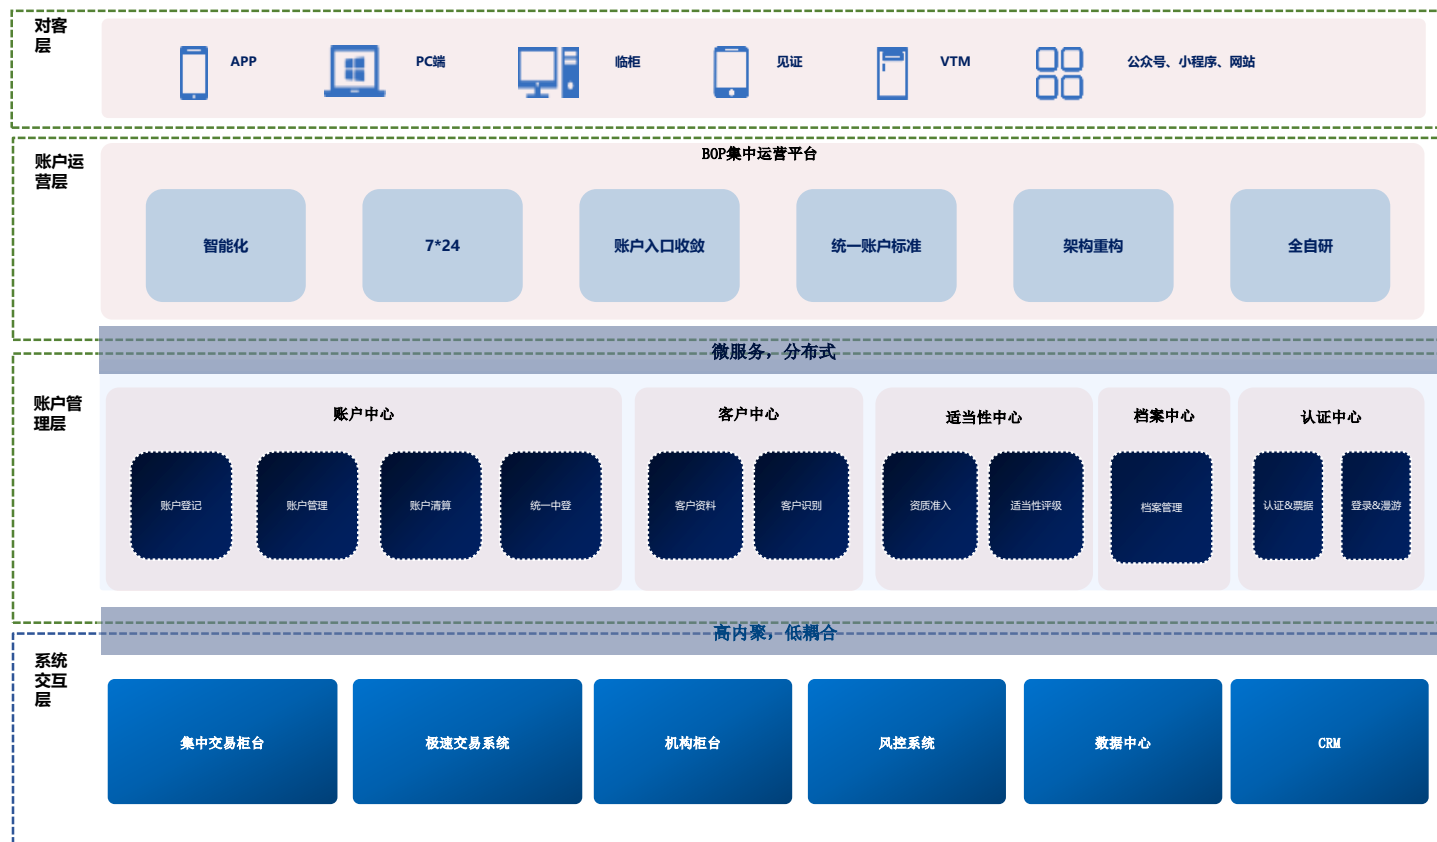 对客
层
APP
PC端
临柜
见证
VTM
公众号、小程序、网站
账户运
营层
BOP集中运营平台
智能化
7*24
账户入口收敛
统一账户标准
架构重构
全自研
微服务，分布式
账户管
理层
账户中心
客户中心
适当性中心
档案中心
认证中心
账户登记
账户管理
账户清算
统一中登
客户资料
客户识别
资质准入
适当性评级
档案管理
认证&票据
登录&漫游
高内聚，低耦合
系统
交互
层
集中交易柜台
极速交易系统
机构柜台
风控系统
数据中心
CRM